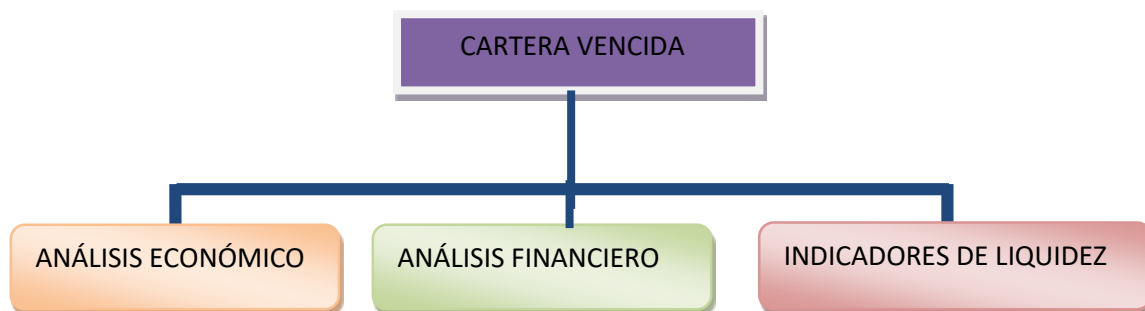 CARTERA VENCIDA
ANÁLISIS ECONÓMICO
ANÁLISIS FINANCIERO
INDICADORES DE LIQUIDEZ